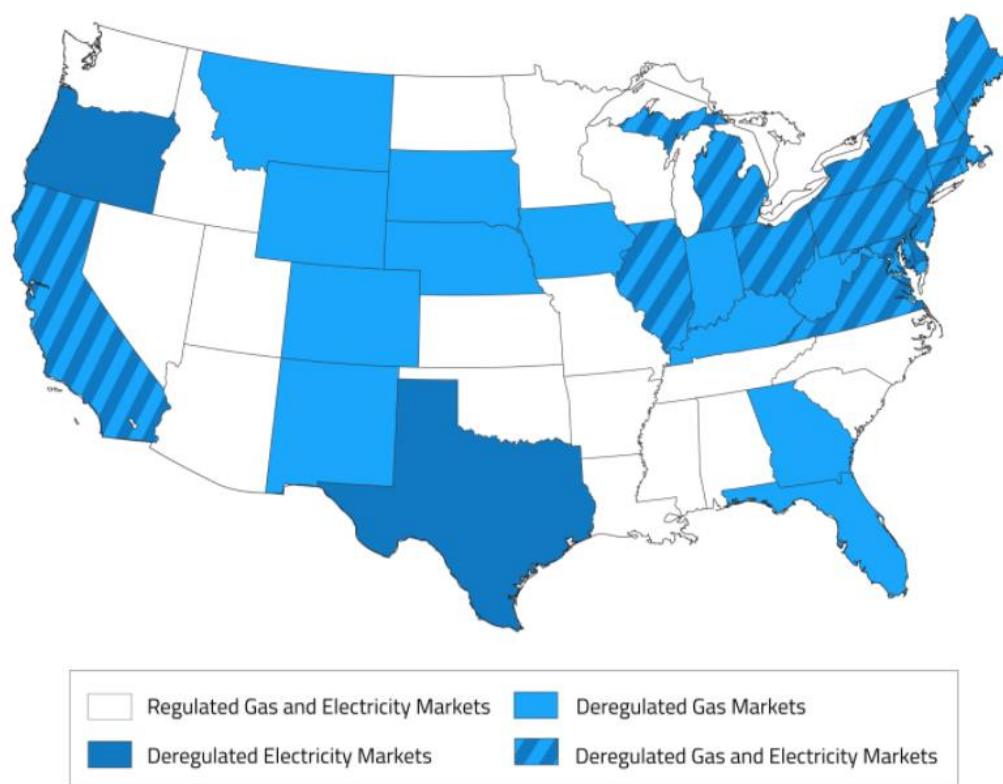 Regulated Gas and Electricity Markets
Deregulated Gas Markets
Deregulated Electricity Markets
Deregulated Gas and Electricity Markets